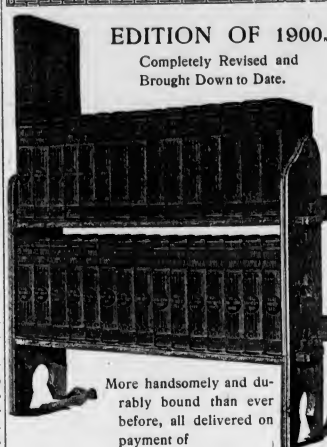 EDITION OF 1900.
Completely Revised and
Brought Down to Date.
More handsomely and du-
rably bound than ever
before, all delivered on
payment of